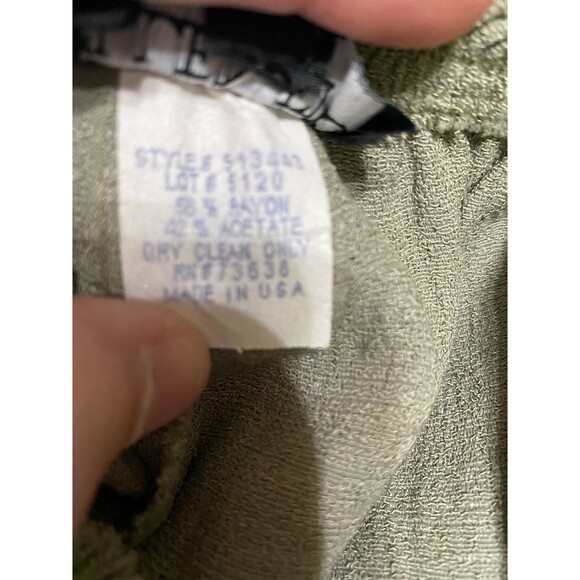 STYLE# 513443
LOT# 5120
58% RAYON
42% ACETATE
DRY CLEAN ONLY
RN#73638
MADE IN USA